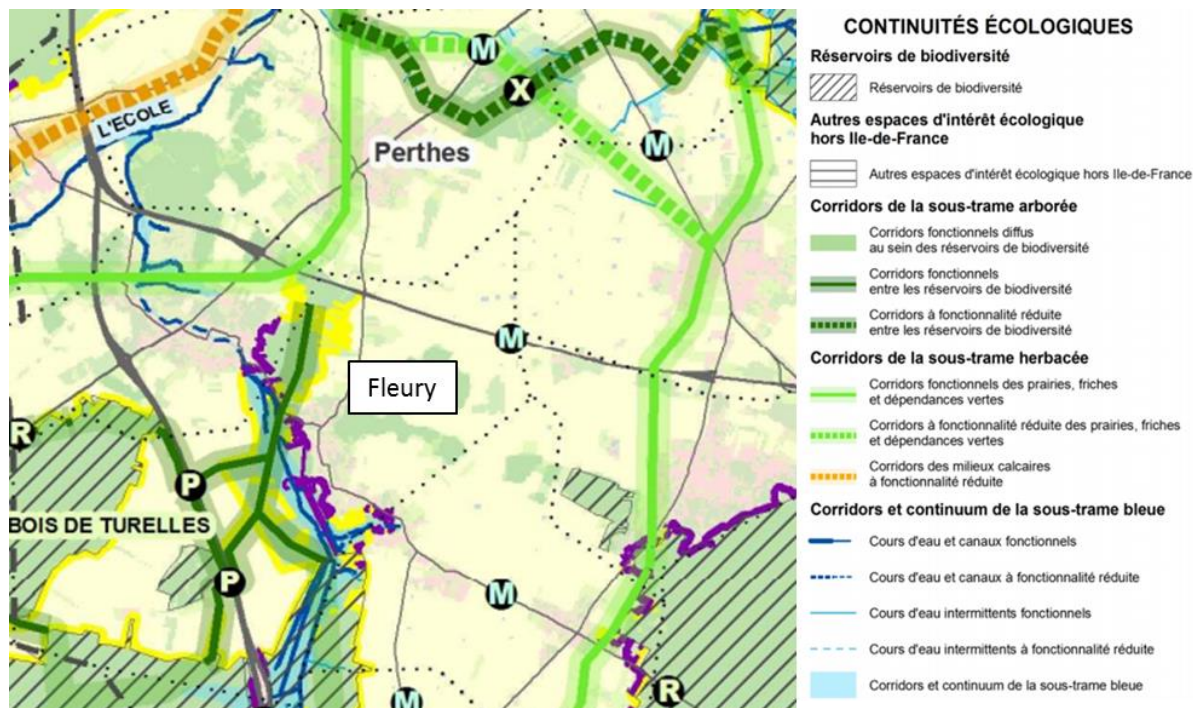 M
X
L'ECOLE
Perthes
M
M
Fleury
R
P
BOIS DE TURELLES
P
M
R
M
CONTINUITÉS ÉCOLOGIQUES
Réservoirs de biodiversité
Réservoirs de biodiversité
Autres espaces d'intérêt écologique
hors Ile-de-France
Autres espaces d'intérêt écologique hors Ile-de-France
Corridors de la sous-trame arborée
Corridors fonctionnels diffus
au sein des réservoirs de biodiversité
Corridors fonctionnels
entre les réservoirs de biodiversité
Corridors à fonctionnalité réduite
entre les réservoirs de biodiversité
Corridors de la sous-trame herbacée
Corridors fonctionnels des prairies, friches
et dépendances vertes
Corridors à fonctionnalité réduite des prairies, friches
et dépendances vertes
Corridors des milieux calcaires
à fonctionnalité réduite
Corridors et continuum de la sous-trame bleue
Cours d'eau et canaux fonctionnels
Cours d'eau et canaux à fonctionnalité réduite
Cours d'eau intermittents fonctionnels
Cours d'eau intermittents à fonctionnalité réduite
Corridors et continuum de la sous-trame bleue